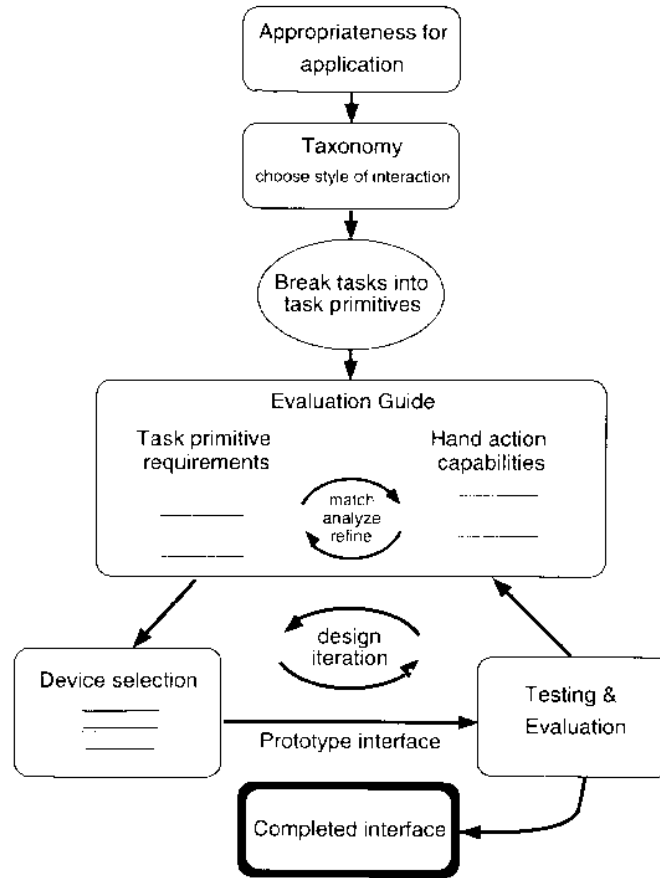 Appropriateness for
application
Taxonomy
choose style of interaction
Break tasks into
task primitives
Evaluation Guide
Task primitive
requirements
Hand action
capabilities
match
analyze
refine
design
iteration
Device selection
Prototype interface
Testing &
Evaluation
Completed interface